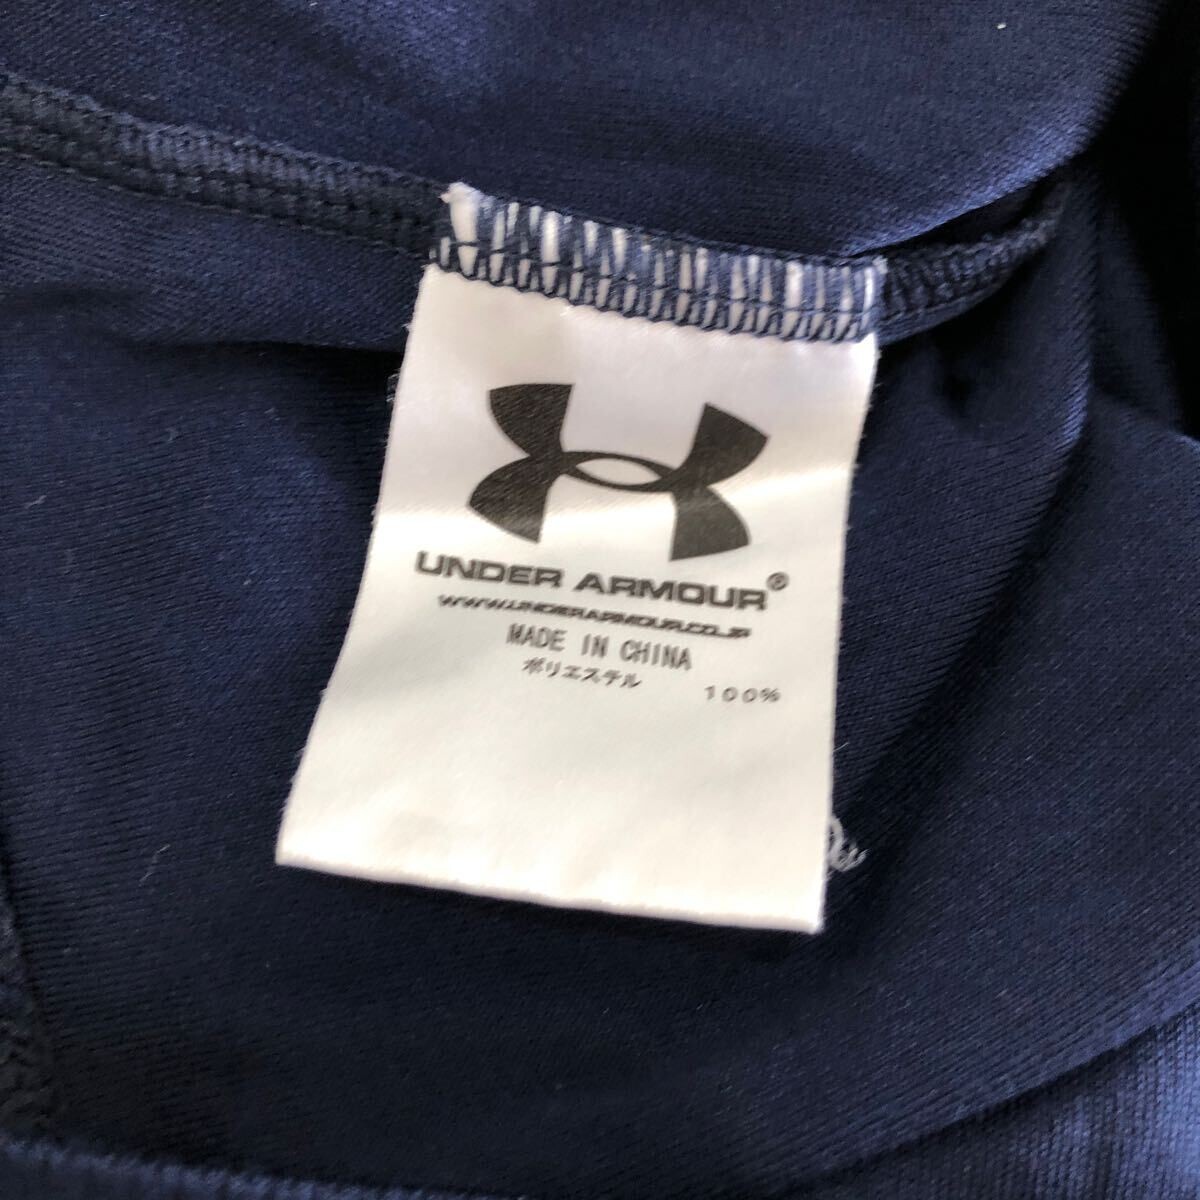 UNDER ARMOUR®
WWW.UNDERARMOUR.CO.JP
MADE IN CHINA
ポリエステル 100%